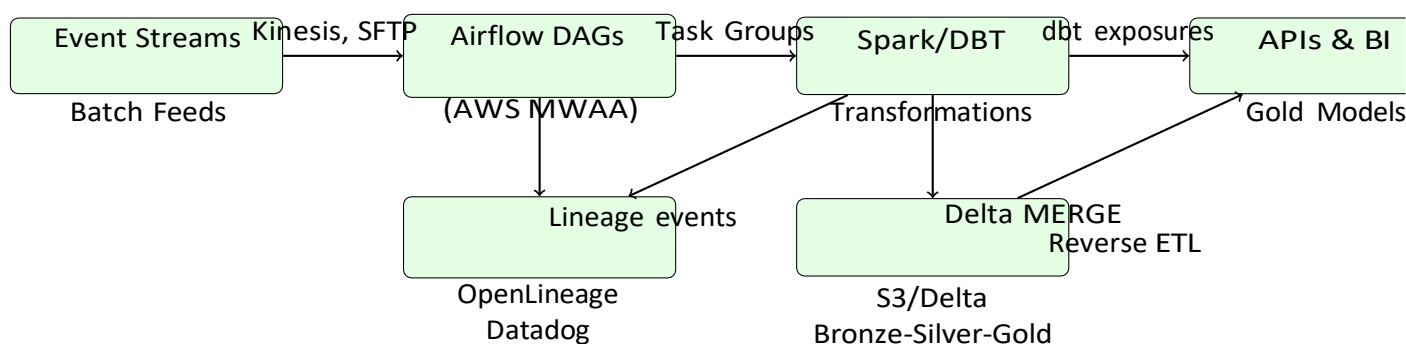 Event Streams
Batch Feeds
Kinesis, SFTP
Airflow DAGs
(AWS MWAA)
Task Groups
Spark/DBT
Transformations
dbt exposures
APIs & BI
Gold Models
Lineage events
OpenLineage
Datadog
Delta MERGE
Reverse ETL
S3/Delta
Bronze-Silver-Gold